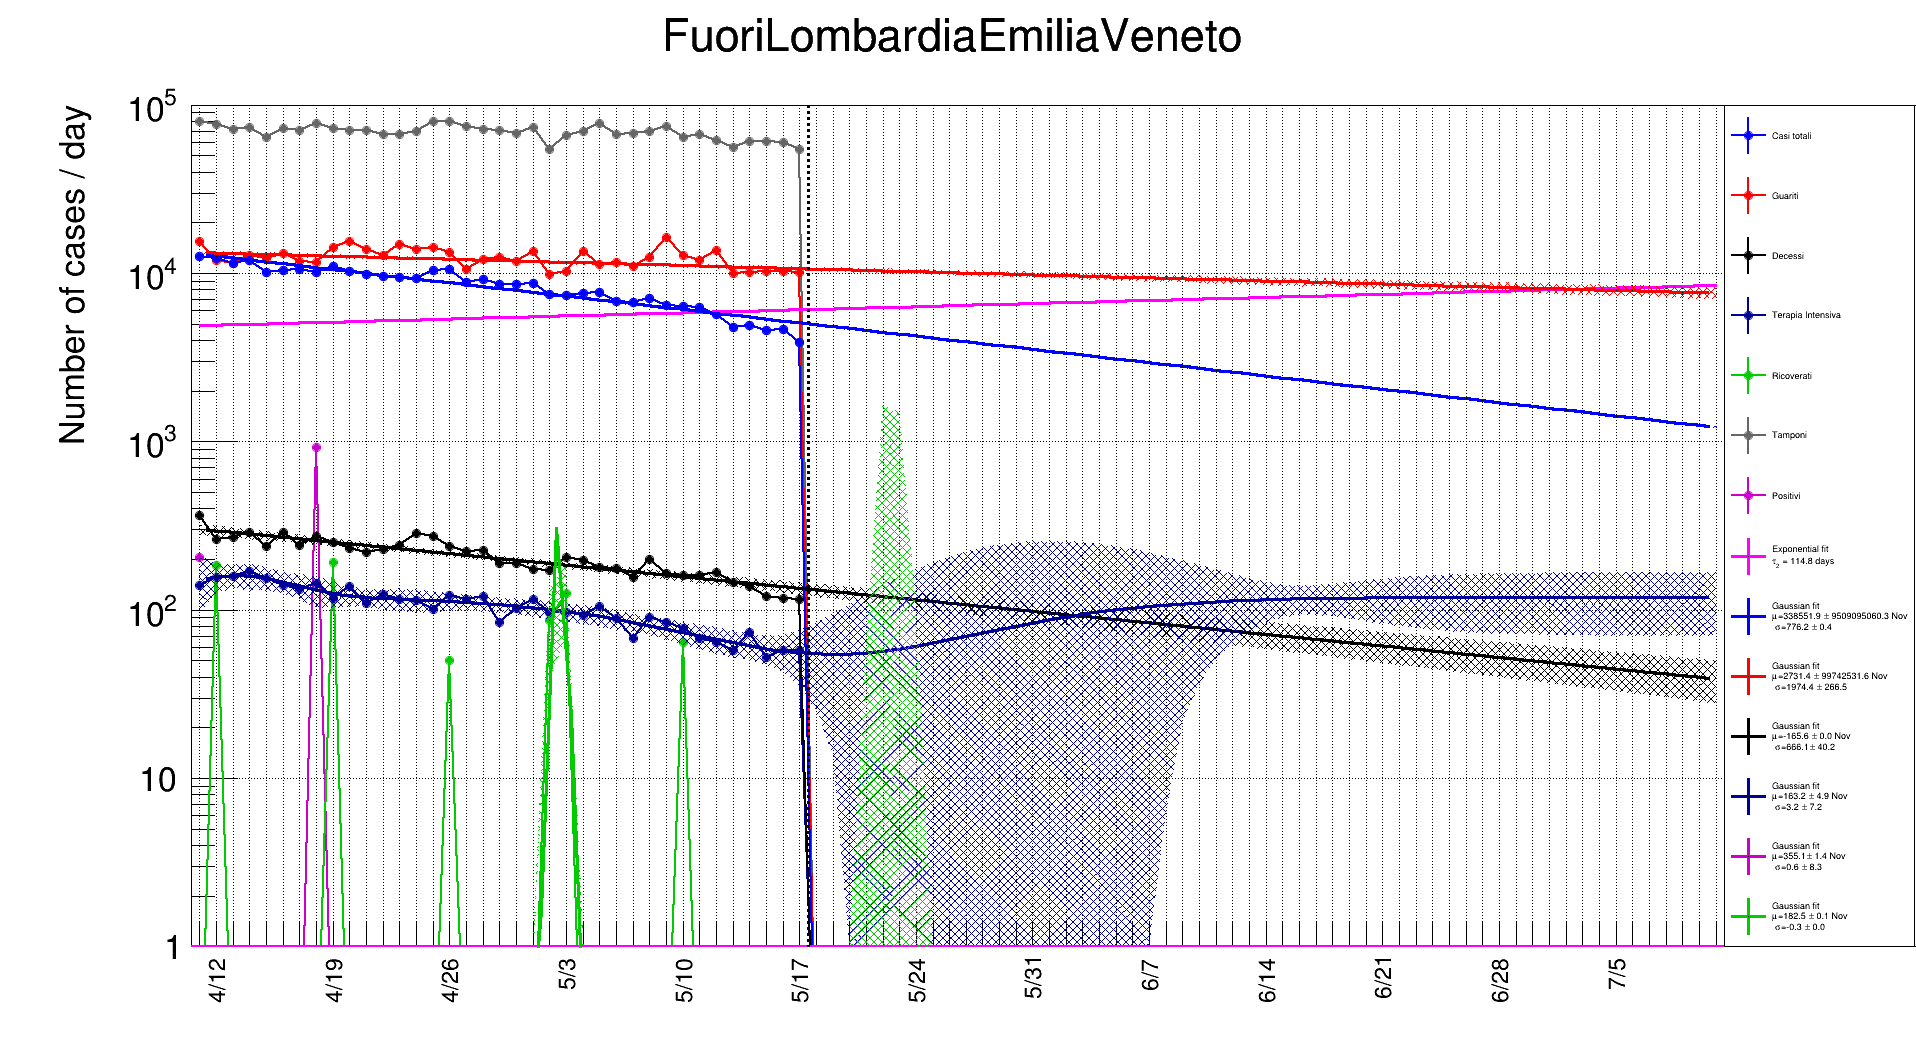 FuoriLombardiaEmiliaVeneto
Number of cases / day
10^5
10^4
10^3
10^2
10
1
4/12
4/19
4/26
5/3
5/10
5/17
5/24
5/31
6/7
6/14
6/21
6/28
7/5
Casi totali
Guariti
Decessi
Terapia Intensiva
Ricoverati
Tamponi
Positivi
Exponential fit
τ₂ = 114.8 days
Gaussian fit
μ=338551.9 ± 9509095060.3 Nov
σ=776.2 ± 0.4
Gaussian fit
μ=2731.4 ± 99742531.6 Nov
σ=1974.4 ± 266.5
Gaussian fit
μ=-165.6 ± 0.0 Nov
σ=666.1 ± 40.2
Gaussian fit
μ=163.2 ± 4.9 Nov
σ=3.2 ± 7.2
Gaussian fit
μ=355.1 ± 1.4 Nov
σ=0.6 ± 8.3
Gaussian fit
μ=182.5 ± 0.1 Nov
σ=-0.3 ± 0.0